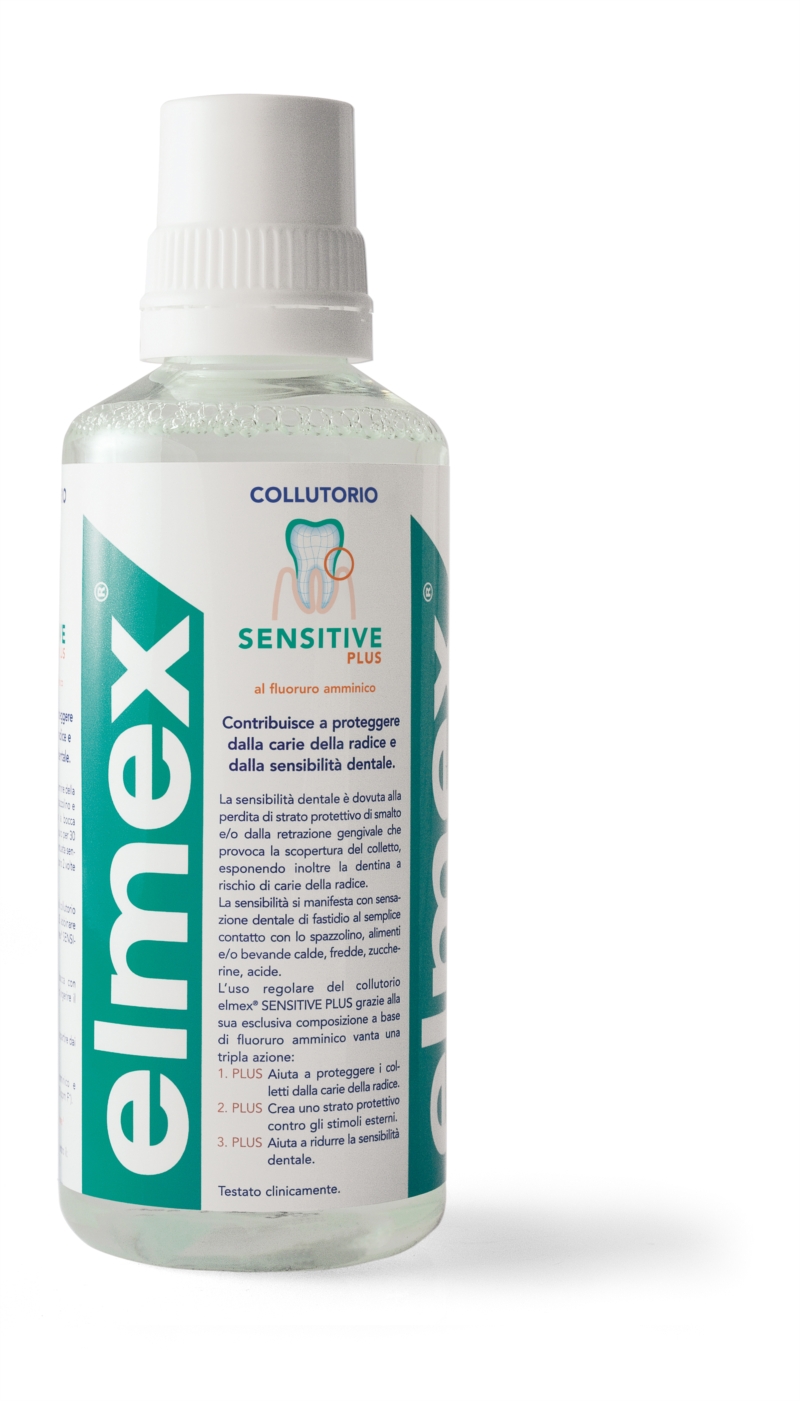 COLLUTORIO
SENSITIVE
PLUS
al fluoruro amminico
Contribuisce a proteggere
dalla carie della radice e
dalla sensibilità dentale.
La sensibilità dentale è dovuta alla
perdita di strato protettivo di smalto
e/o dalla retrazione gengivale che
provoca la scopertura del colletto,
esponendo inoltre la dentina a
rischio di carie della radice.
La sensibilità si manifesta con sensa-
zione dentale di fastidio al semplice
contatto con lo spazzolino, alimenti
e/o bevande calde, fredde, zucche-
rine, acide.
L'uso regolare del collutorio
elmex® SENSITIVE PLUS grazie alla
sua esclusiva composizione a base
di fluoruro amminico vanta una
tripla azione:
1. PLUS Aiuta a proteggere i col-
letti dalla carie della radice.
2. PLUS Crea uno strato protettivo
contro gli stimoli esterni.
3. PLUS Aiuta a ridurre la sensibilità
dentale.
Testato clinicamente.
elmex®
elmex®